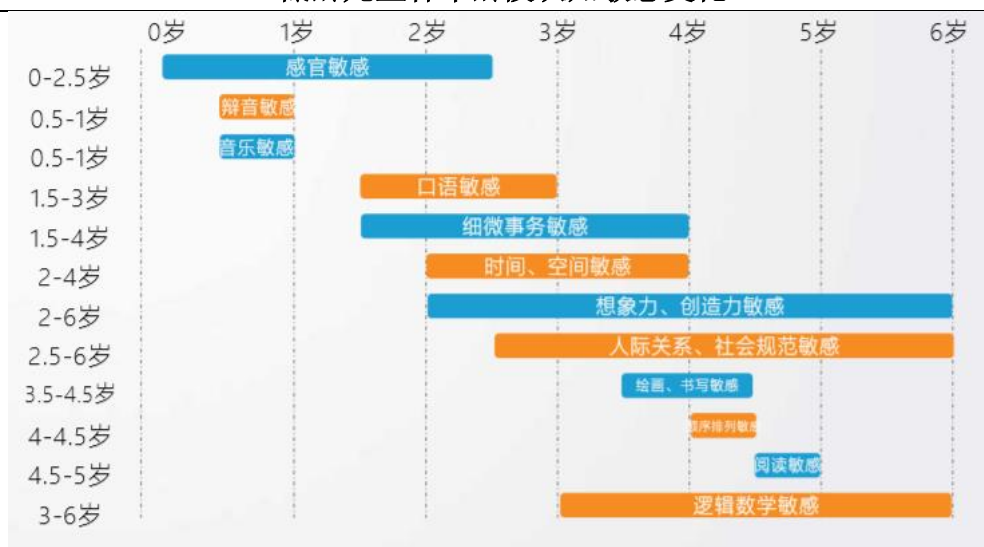 0岁 1岁 2岁 3岁 4岁 5岁 6岁
0-2.5岁 感官敏感
0.5-1岁 辩音敏感
0.5-1岁 音乐敏感
1.5-3岁 口语敏感
1.5-4岁 细微事务敏感
2-4岁 时间、空间敏感
2-6岁 想象力、创造力敏感
2.5-6岁 人际关系、社会规范敏感
3.5-4.5岁 绘画、书写敏感
4-4.5岁 序排列敏感
4.5-5岁 阅读敏感
3-6岁 逻辑数学敏感